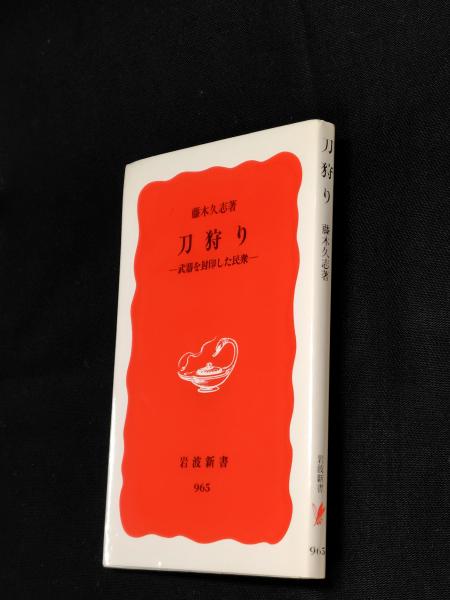 藤木久志著
刀狩り
―武器を封印した民衆―
岩波新書
965
刀狩り
藤木久志著
岩波新書
965